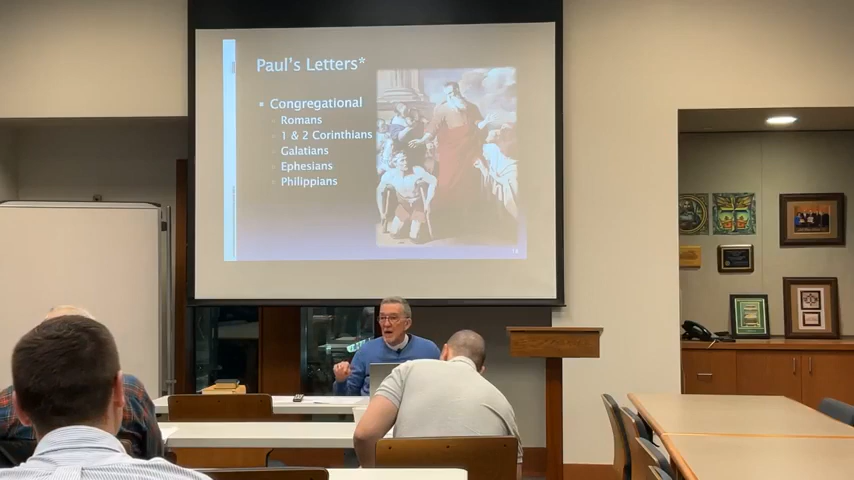 Paul's Letters*
Congregational
Romans
1 & 2 Corinthians
Galatians
Ephesians
Philippians